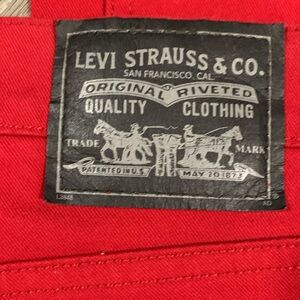 LEVI STRAUSS & CO.
SAN FRANCISCO, CAL.
ORIGINAL RIVETED
QUALITY CLOTHING
TRADE MARK
PATENTED IN U.S. MAY 20 1873